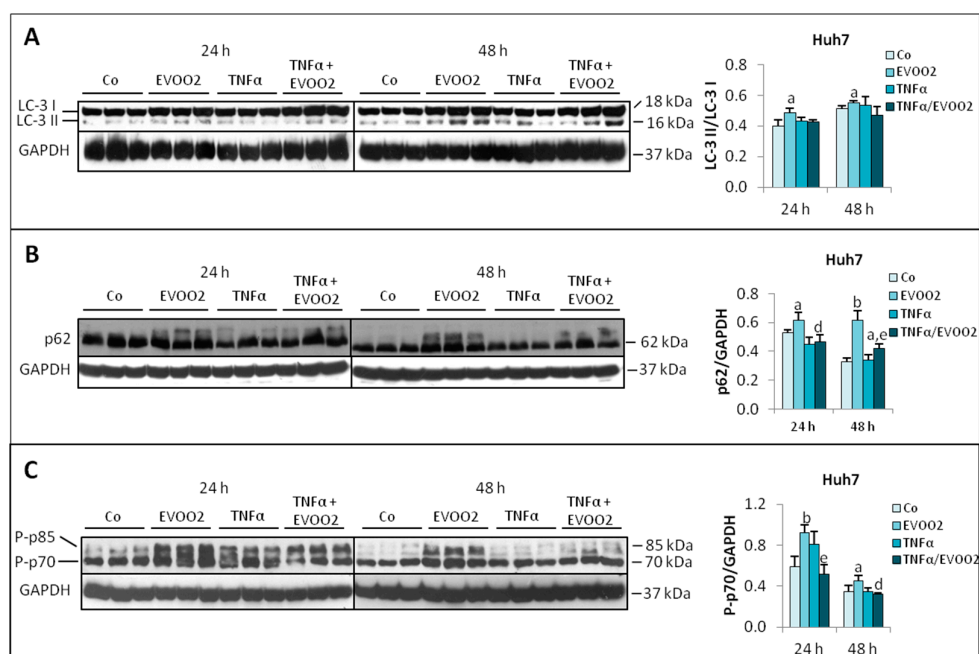 A
24 h
48 h
Co
EVOO2
TNFα
TNFα +
EVOO2
Co
EVOO2
TNFα
TNFα +
EVOO2
LC-3 I
LC-3 II
GAPDH
18 kDa
16 kDa
37 kDa
Huh7
LC-3 II/LC-3 I
0.8
0.6
0.4
0.2
0.0
a
a
24 h
48 h
Co
EVOO2
TNFα
TNFα/EVOO2
B
24 h
48 h
Co
EVOO2
TNFα
TNFα +
EVOO2
Co
EVOO2
TNFα
TNFα +
EVOO2
p62
GAPDH
62 kDa
37 kDa
Huh7
p62/GAPDH
0.8
0.6
0.4
0.2
0.0
a
d
b
a,e
24 h
48 h
Co
EVOO2
TNFα
TNFα/EVOO2
C
24 h
48 h
Co
EVOO2
TNFα
TNFα +
EVOO2
Co
EVOO2
TNFα
TNFα +
EVOO2
P-p85
P-p70
GAPDH
85 kDa
70 kDa
37 kDa
Huh7
P-p70/GAPDH
1.2
0.8
0.4
0.0
b
e
a
d
24 h
48 h
Co
EVOO2
TNFα
TNFα/EVOO2